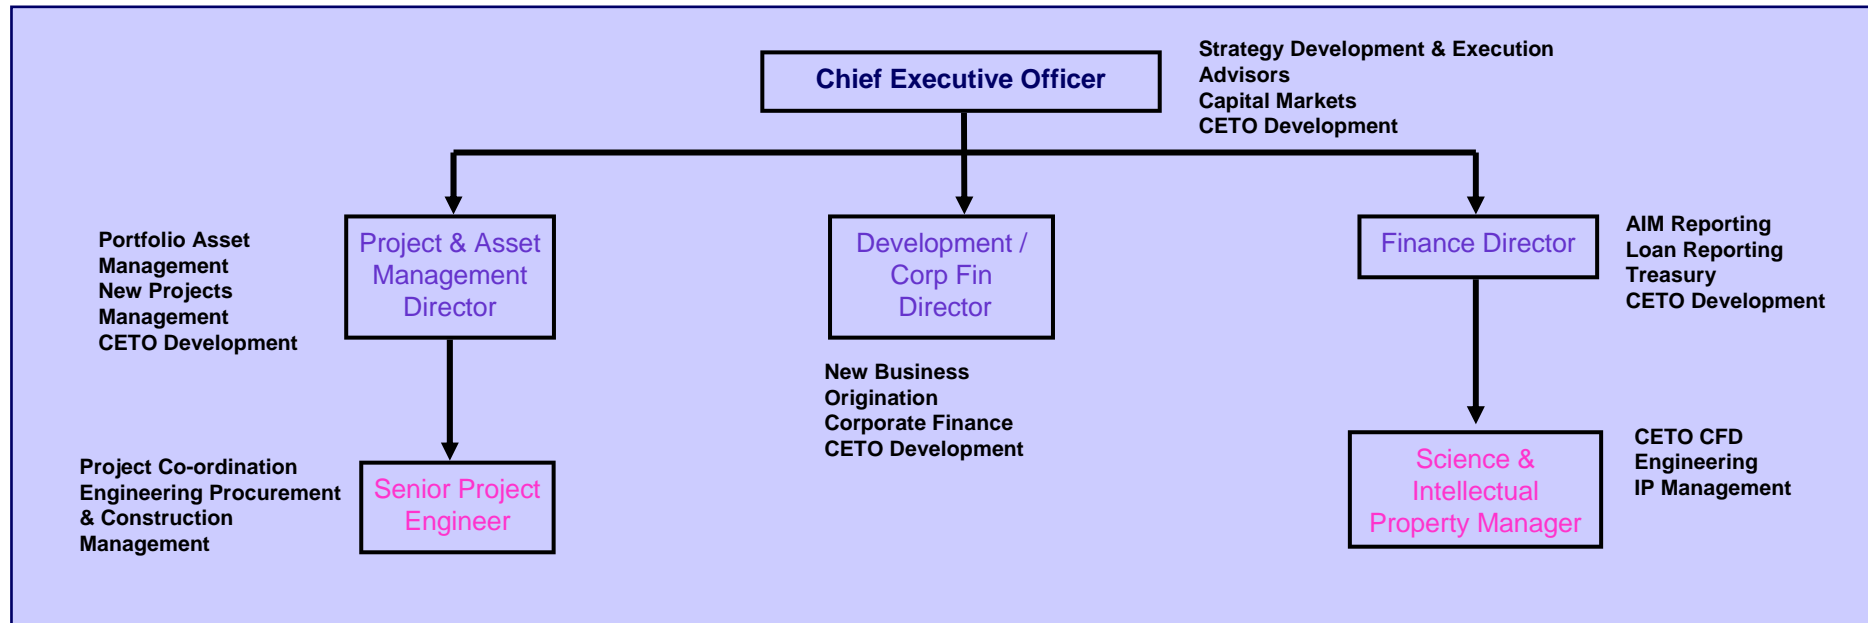 Chief Executive Officer
Strategy Development & Execution
Advisors
Capital Markets
CETO Development
Portfolio Asset
Management
New Projects
Management
CETO Development
Project & Asset
Management
Director
Development /
Corp Fin
Director
Finance Director
AIM Reporting
Loan Reporting
Treasury
CETO Development
New Business
Origination
Corporate Finance
CETO Development
Project Co-ordination
Engineering Procurement
& Construction
Management
Senior Project
Engineer
Science &
Intellectual
Property Manager
CETO CFD
Engineering
IP Management